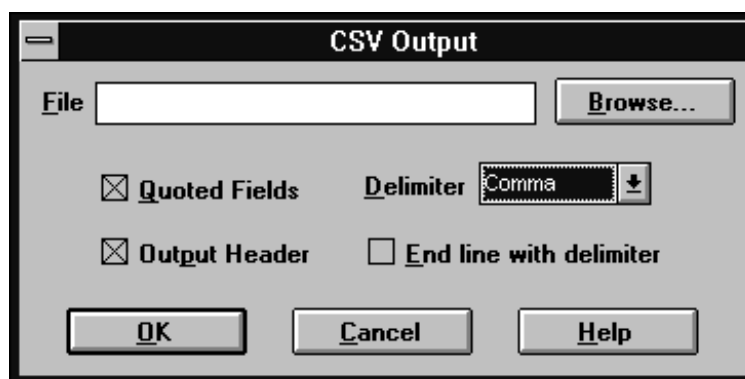 CSV Output
File Browse...
Quoted Fields Delimiter Comma
Output Header End line with delimiter
OK Cancel Help